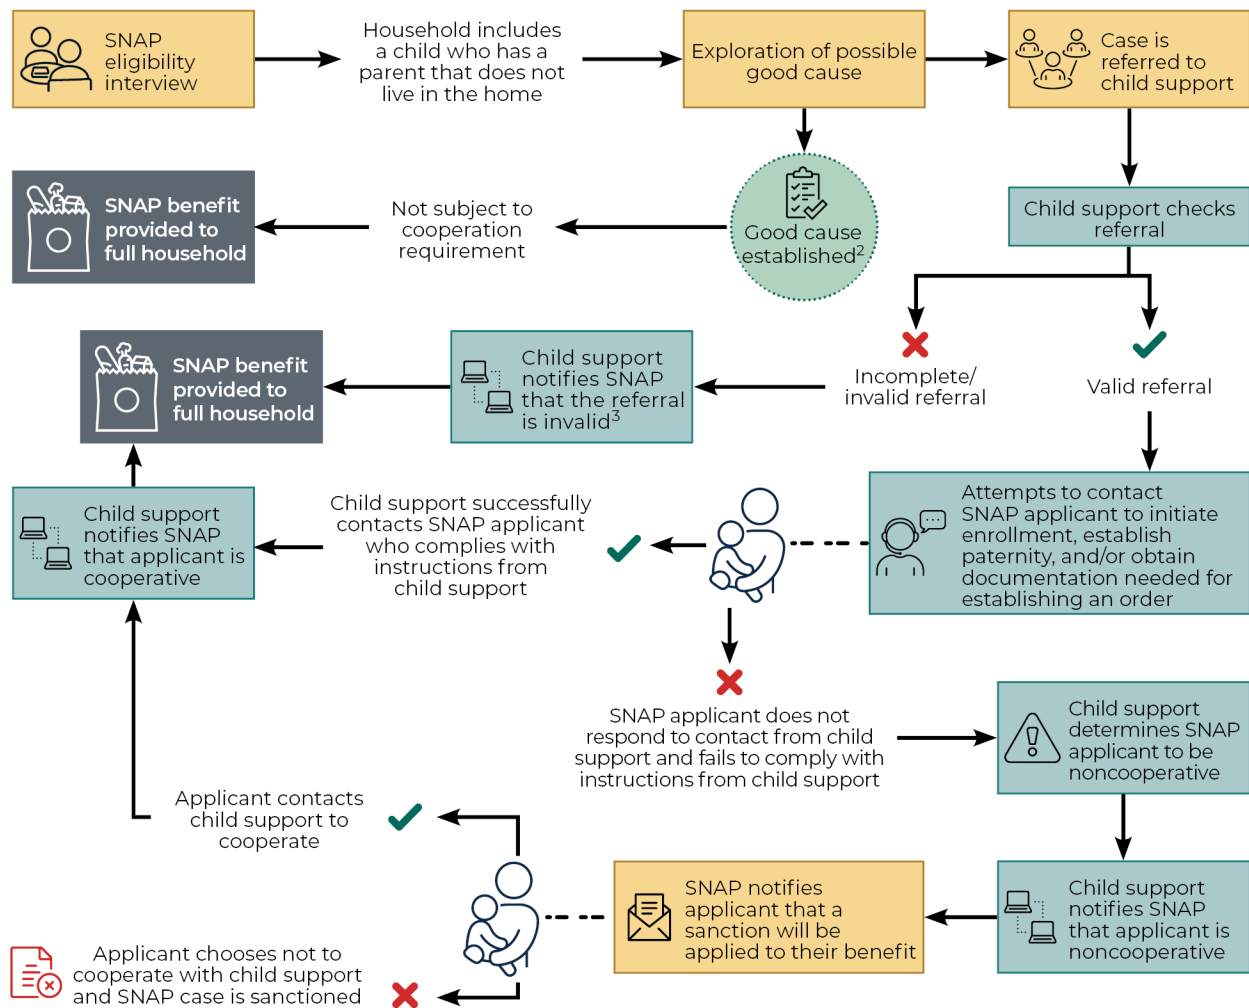 SNAP
eligibility
interview
Household includes
a child who has a
parent that does not
live in the home
Exploration of possible
good cause
Case is
referred to
child support
SNAP benefit
provided to
full household
Not subject to
cooperation
requirement
Good cause
established²
Child support checks
referral
SNAP benefit
provided to
full household
Child support
notifies SNAP
that the referral
is invalid³
Incomplete/
invalid referral
Valid referral
Child support
notifies SNAP
that applicant is
cooperative
Child support successfully
contacts SNAP applicant
who complies with
instructions from
child support
Attempts to contact
SNAP applicant to initiate
enrollment, establish
paternity, and/or obtain
documentation needed for
establishing an order
SNAP applicant does not
respond to contact from child
support and fails to comply with
instructions from child support
Child support
determines SNAP
applicant to be
noncooperative
Applicant contacts
child support to
cooperate
SNAP notifies
applicant that a
sanction will be
applied to their benefit
Child support
notifies SNAP
that applicant is
noncooperative
Applicant chooses not to
cooperate with child support
and SNAP case is sanctioned